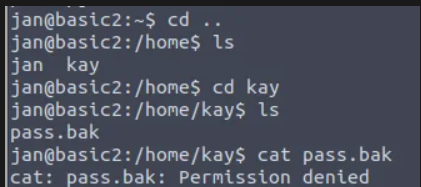 jan@basic2:~$ cd ..
jan@basic2:/home$ ls
jan  kay
jan@basic2:/home$ cd kay
jan@basic2:/home/kay$ ls
pass.bak
jan@basic2:/home/kay$ cat pass.bak
cat: pass.bak: Permission denied